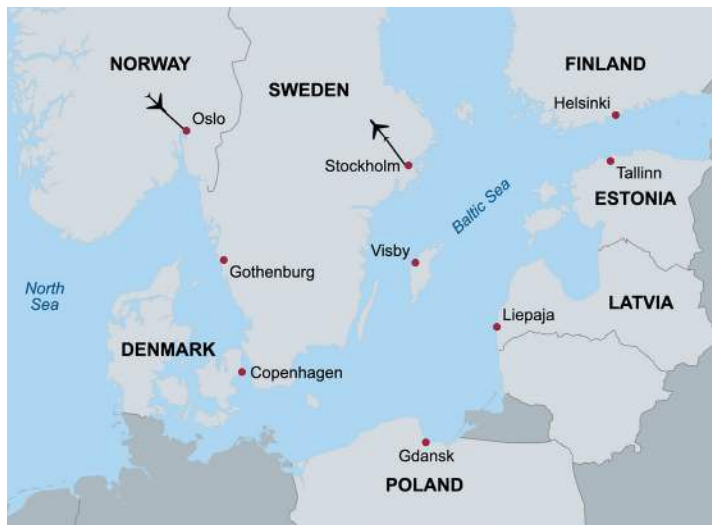 NORWAY
SWEDEN
FINLAND
Helsinki
Oslo
Stockholm
Tallinn
ESTONIA
Baltic Sea
Visby
Gothenburg
North
Sea
LATVIA
Liepaja
DENMARK
Copenhagen
Gdansk
POLAND